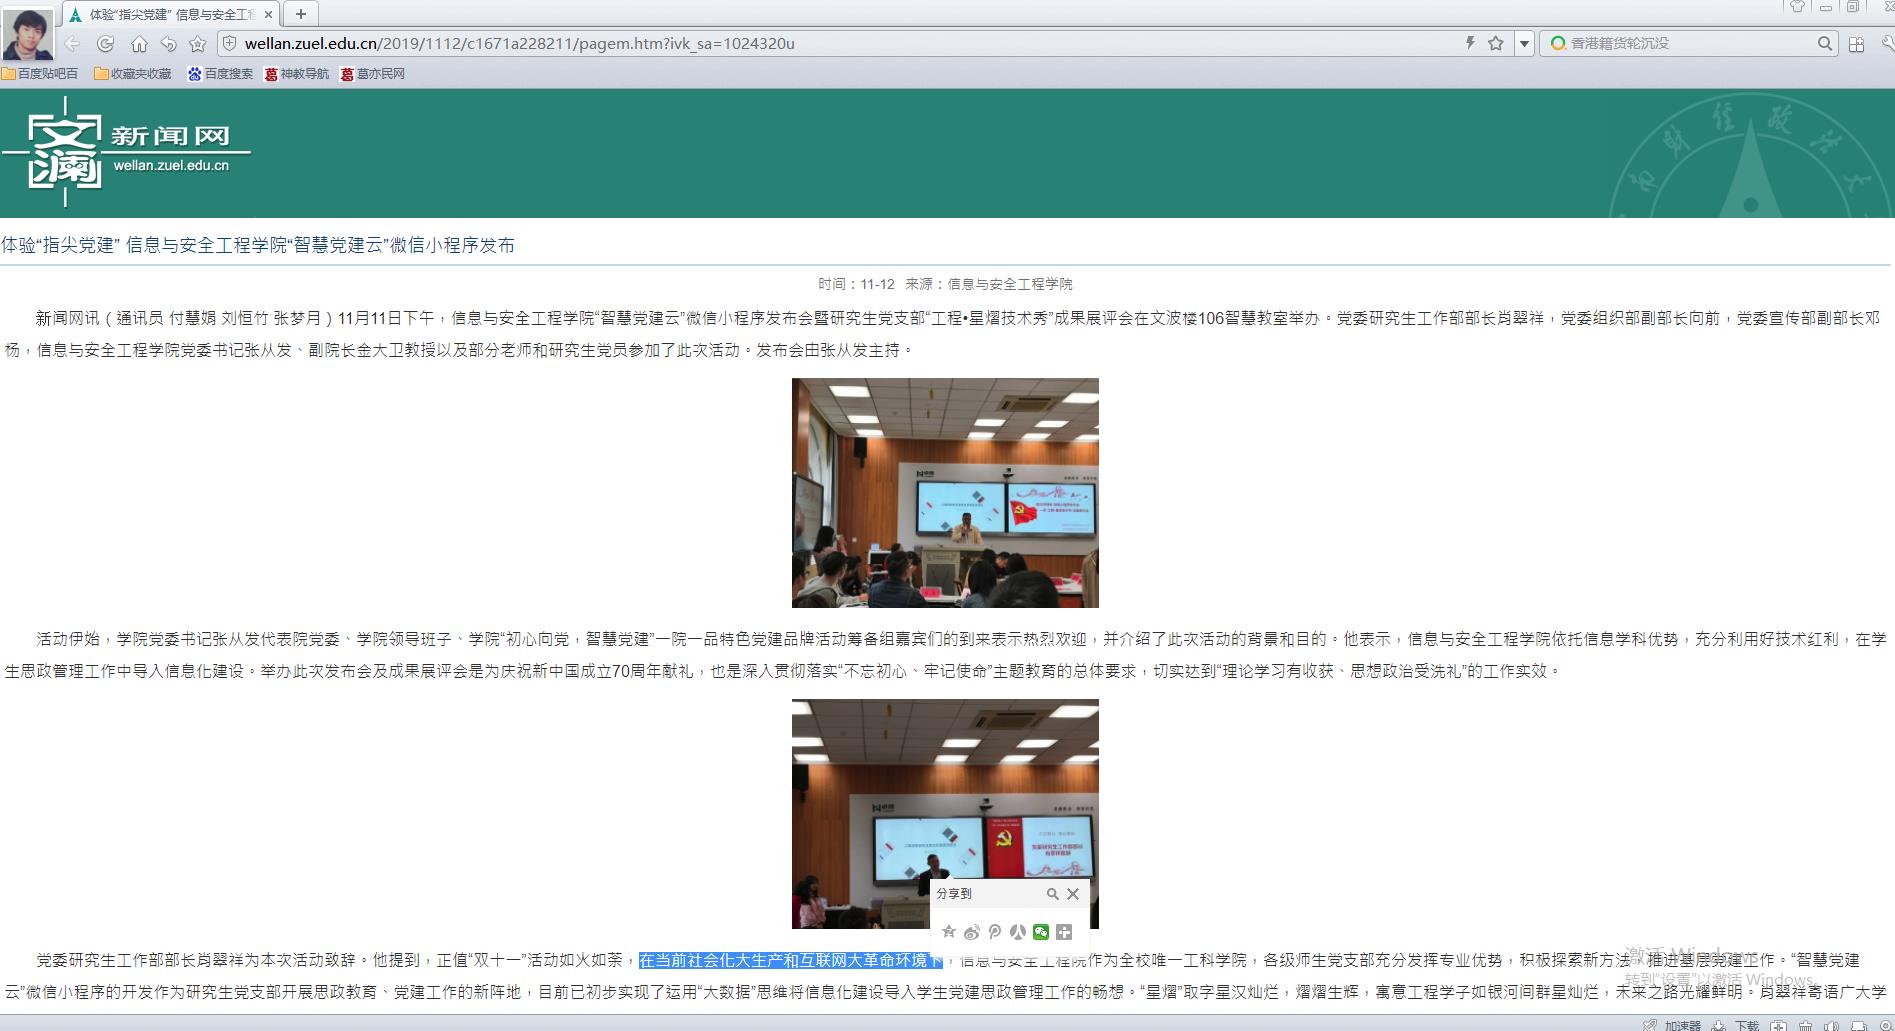 体验“指尖党建” 信息与安全工程
wellan.zuel.edu.cn/2019/1112/c1671a228211/pagem.htm?ivk_sa=1024320u
香港籍货轮沉没
百度贴吧百
收藏夹收藏
百度搜索
神教导航
葛亦民网
文澜
新闻网
wellan.zuel.edu.cn
体验“指尖党建” 信息与安全工程学院“智慧党建云”微信小程序发布
时间：11-12 来源：信息与安全工程学院
新闻网讯（通讯员 付慧娟 刘恒竹 张梦月）11月11日下午，信息与安全工程学院“智慧党建云”微信小程序发布会暨研究生党支部“工程•星熠技术秀”成果展评会在文波楼106智慧教室举办。党委研究生工作部部长肖翠祥，党委组织部副部长向前，党委宣传部副部长邓
杨，信息与安全工程学院党委书记张从发、副院长金大卫教授以及部分老师和研究生党员参加了此次活动。发布会由张从发主持。
活动伊始，学院党委书记张从发代表院党委、学院领导班子、学院“初心向党，智慧党建”一院一品特色党建品牌活动筹备组嘉宾们的到来表示热烈欢迎，并介绍了此次活动的背景和目的。他表示，信息与安全工程学院依托信息学科优势，充分利用好技术红利，在学
生思政管理工作中导入信息化建设。举办此次发布会及成果展评会是为庆祝新中国成立70周年献礼，也是深入贯彻落实“不忘初心、牢记使命”主题教育的总体要求，切实达到“理论学习有收获、思想政治受洗礼”的工作实效。
分享到
党委研究生工作部部长肖翠祥为本次活动致辞。他提到，正值“双十一”活动如火如荼，在当前社会化大生产和互联网大革命环境下，信息与安全工程院作为全校唯一工科学院，各级师生党支部充分发挥专业优势，积极探索新方法，推进基层党建工作。“智慧党建
云”微信小程序的开发作为研究生党支部开展思政教育、党建工作的新阵地，目前已初步实现了运用“大数据”思维将信息化建设导入学生党建思政管理工作的畅想。“星熠”取字星汉灿烂，熠熠生辉，寓意工程学子如银河间群星灿烂，未来之路光耀鲜明。肖翠祥寄语广大学
激活 Windows
转到“设置”以激活 Windows。
加速器
下载